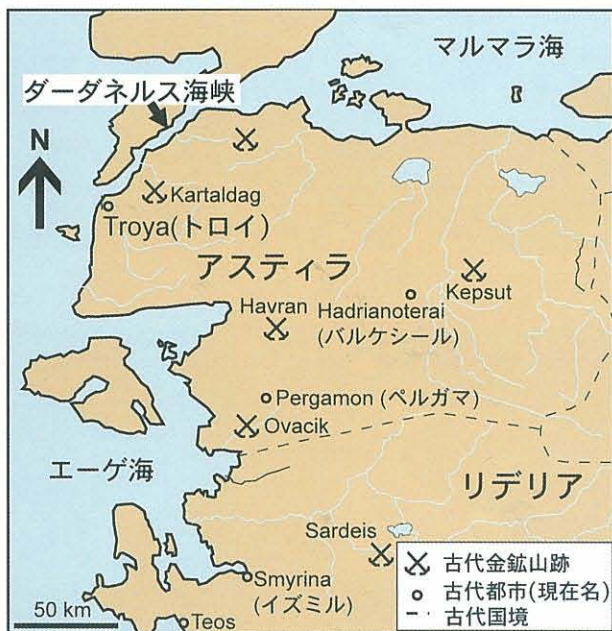 マルマラ海
ダーダネルス海峡
N
Kartaldag
Troya(トロイ)
アスティラ
Kepsut
Havran
Hadrianoterai
(バルケシール)
Pergamon (ペルガマ)
Ovacik
エーゲ海
リデリア
Sardeis
Smyrina
(イズミル)
Teos
50 km
古代金鉱山跡
古代都市(現在名)
古代国境